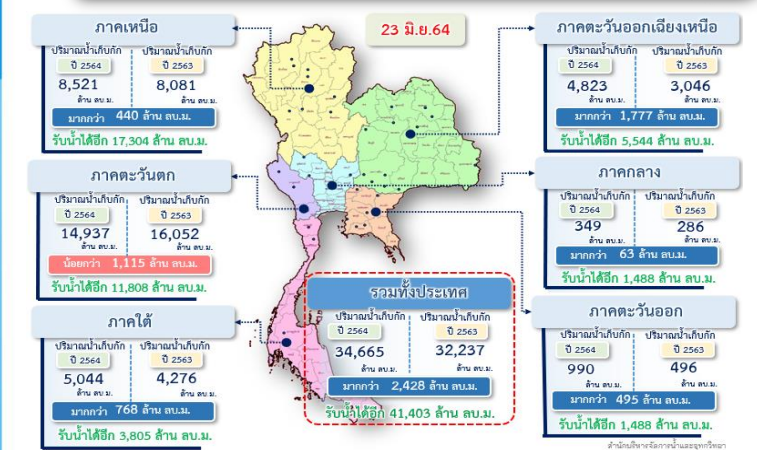 23 มิ.ย.64
ภาคเหนือ
ปริมาณน้ำเก็บกัก ปริมาณน้ำเก็บกัก
ปี 2564 ปี 2563
8,521 8,081
ล้าน ลบ.ม. ล้าน ลบ.ม.
มากกว่า 440 ล้าน ลบ.ม.
รับน้ำได้อีก 17,304 ล้าน ลบ.ม.
ภาคตะวันออกเฉียงเหนือ
ปริมาณน้ำเก็บกัก ปริมาณน้ำเก็บกัก
ปี 2564 ปี 2563
4,823 3,046
ล้าน ลบ.ม. ล้าน ลบ.ม.
มากกว่า 1,777 ล้าน ลบ.ม.
รับน้ำได้อีก 5,544 ล้าน ลบ.ม.
ภาคตะวันตก
ปริมาณน้ำเก็บกัก ปริมาณน้ำเก็บกัก
ปี 2564 ปี 2563
14,937 16,052
ล้าน ลบ.ม. ล้าน ลบ.ม.
น้อยกว่า 1,115 ล้าน ลบ.ม.
รับน้ำได้อีก 11,808 ล้าน ลบ.ม.
ภาคกลาง
ปริมาณน้ำเก็บกัก ปริมาณน้ำเก็บกัก
ปี 2564 ปี 2563
349 286
ล้าน ลบ.ม. ล้าน ลบ.ม.
มากกว่า 63 ล้าน ลบ.ม.
รับน้ำได้อีก 1,488 ล้าน ลบ.ม.
ภาคใต้
ปริมาณน้ำเก็บกัก ปริมาณน้ำเก็บกัก
ปี 2564 ปี 2563
5,044 4,276
ล้าน ลบ.ม. ล้าน ลบ.ม.
มากกว่า 768 ล้าน ลบ.ม.
รับน้ำได้อีก 3,805 ล้าน ลบ.ม.
รวมทั้งประเทศ
ปริมาณน้ำเก็บกัก ปริมาณน้ำเก็บกัก
ปี 2564 ปี 2563
34,665 32,237
ล้าน ลบ.ม. ล้าน ลบ.ม.
มากกว่า 2,428 ล้าน ลบ.ม.
รับน้ำได้อีก 41,403 ล้าน ลบ.ม.
ภาคตะวันออก
ปริมาณน้ำเก็บกัก ปริมาณน้ำเก็บกัก
ปี 2564 ปี 2563
990 496
ล้าน ลบ.ม. ล้าน ลบ.ม.
มากกว่า 495 ล้าน ลบ.ม.
รับน้ำได้อีก 1,488 ล้าน ลบ.ม.
สำนักบริหารจัดการน้ำและอุทกวิทยา